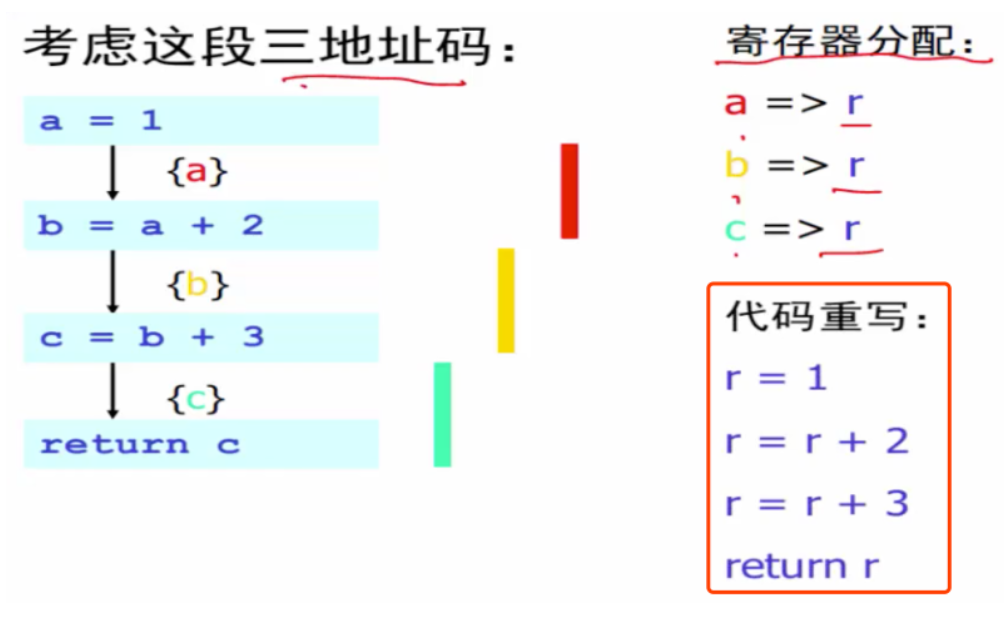 考虑这段三地址码：
a = 1
{a}
b = a + 2
{b}
c = b + 3
{c}
return c
寄存器分配：
a => r
b => r
c => r
代码重写：
r = 1
r = r + 2
r = r + 3
return r